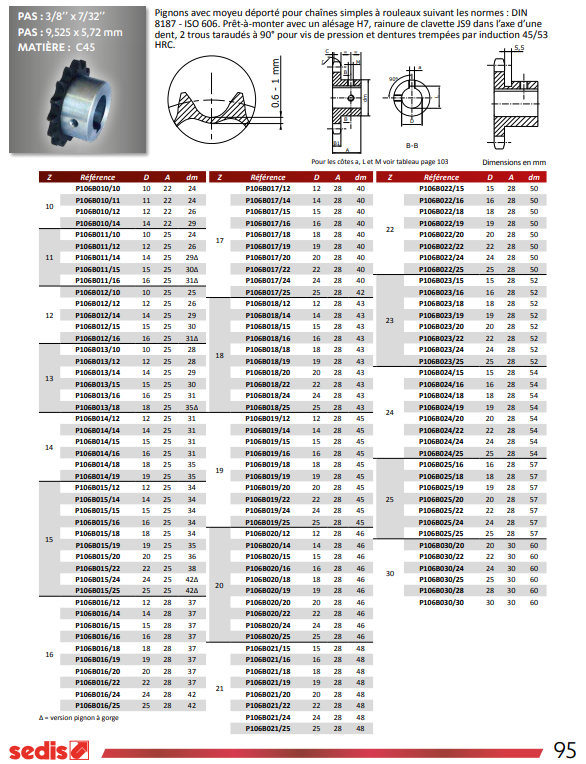 PAS : 3/8'' x 7/32''
PAS : 9,525 x 5,72 mm
MATIÈRE : C45
Pignons avec moyeu déporté pour chaînes simples à rouleaux suivant les normes : DIN
8187 - ISO 606. Prêt-à-monter avec un alésage H7, rainure de clavette JS9 dans l’axe d’une
dent, 2 trous taraudés à 90° pour vis de pression et dentures trempées par induction 45/53
HRC.
0.6 - 1 mm
C
r
B
dm
B1
A
B
90°
a
D
B-B
5,5
Pour les côtes a, L et M voir tableau page 103
Dimensions en mm
Z Référence D A dm
10
P106B010/10 10 22 24
P106B010/11 11 22 24
P106B010/12 12 22 26
P106B010/14 14 22 29
11
P106B011/10 10 25 24
P106B011/12 12 25 26
P106B011/14 14 25 29Δ
P106B011/15 15 25 30Δ
P106B011/16 16 25 31Δ
12
P106B012/10 10 25 25
P106B012/12 12 25 26
P106B012/14 14 25 29
P106B012/15 15 25 30
P106B012/16 16 25 31Δ
13
P106B013/10 10 25 28
P106B013/12 12 25 28
P106B013/14 14 25 29
P106B013/15 15 25 30
P106B013/16 16 25 31
P106B013/18 18 25 35Δ
14
P106B014/12 12 25 31
P106B014/14 14 25 31
P106B014/15 15 25 31
P106B014/16 16 25 31
P106B014/18 18 25 35
P106B014/19 19 25 35
15
P106B015/12 12 25 34
P106B015/14 14 25 34
P106B015/15 15 25 34
P106B015/16 16 25 34
P106B015/18 18 25 34
P106B015/19 19 25 35
P106B015/20 20 25 36
P106B015/22 22 25 38
P106B015/24 24 25 42Δ
P106B015/25 25 25 42Δ
16
P106B016/12 12 28 37
P106B016/14 14 28 37
P106B016/15 15 28 37
P106B016/16 16 28 37
P106B016/18 18 28 37
P106B016/19 19 28 37
P106B016/20 20 28 37
P106B016/22 22 28 37
P106B016/24 24 28 42
P106B016/25 25 28 42
Δ = version pignon à gorge
Z Référence D A dm
17
P106B017/12 12 28 40
P106B017/14 14 28 40
P106B017/15 15 28 40
P106B017/16 16 28 40
P106B017/18 18 28 40
P106B017/19 19 28 40
P106B017/20 20 28 40
P106B017/22 22 28 40
P106B017/24 24 28 40
P106B017/25 25 28 42
18
P106B018/12 12 28 43
P106B018/14 14 28 43
P106B018/15 15 28 43
P106B018/16 16 28 43
P106B018/18 18 28 43
P106B018/19 19 28 43
P106B018/20 20 28 43
P106B018/22 22 28 43
P106B018/24 24 28 43
P106B018/25 25 28 43
19
P106B019/12 12 28 45
P106B019/14 14 28 45
P106B019/15 15 28 45
P106B019/16 16 28 45
P106B019/18 18 28 45
P106B019/19 19 28 45
P106B019/20 20 28 45
P106B019/22 22 28 45
P106B019/24 24 28 45
P106B019/25 25 28 45
20
P106B020/12 12 28 46
P106B020/14 14 28 46
P106B020/15 15 28 46
P106B020/16 16 28 46
P106B020/18 18 28 46
P106B020/19 19 28 46
P106B020/20 20 28 46
P106B020/22 22 28 46
P106B020/24 24 28 46
P106B020/25 25 28 46
21
P106B021/15 15 28 48
P106B021/16 16 28 48
P106B021/18 18 28 48
P106B021/19 19 28 48
P106B021/20 20 28 48
P106B021/22 22 28 48
P106B021/24 24 28 48
P106B021/25 25 28 48
Z Référence D A dm
22
P106B022/15 15 28 50
P106B022/16 16 28 50
P106B022/18 18 28 50
P106B022/19 19 28 50
P106B022/20 20 28 50
P106B022/22 22 28 50
P106B022/24 24 28 50
P106B022/25 25 28 50
23
P106B023/15 15 28 52
P106B023/16 16 28 52
P106B023/18 18 28 52
P106B023/19 19 28 52
P106B023/20 20 28 52
P106B023/22 22 28 52
P106B023/24 24 28 52
P106B023/25 25 28 52
24
P106B024/15 15 28 54
P106B024/16 16 28 54
P106B024/18 18 28 54
P106B024/19 19 28 54
P106B024/20 20 28 54
P106B024/22 22 28 54
P106B024/24 24 28 54
P106B024/25 25 28 54
25
P106B025/16 16 28 57
P106B025/18 18 28 57
P106B025/19 19 28 57
P106B025/20 20 28 57
P106B025/22 22 28 57
P106B025/24 24 28 57
P106B025/25 25 28 57
30
P106B030/20 20 30 60
P106B030/22 22 30 60
P106B030/24 24 30 60
P106B030/25 25 30 60
P106B030/28 28 30 60
P106B030/30 30 30 60
sedis
95